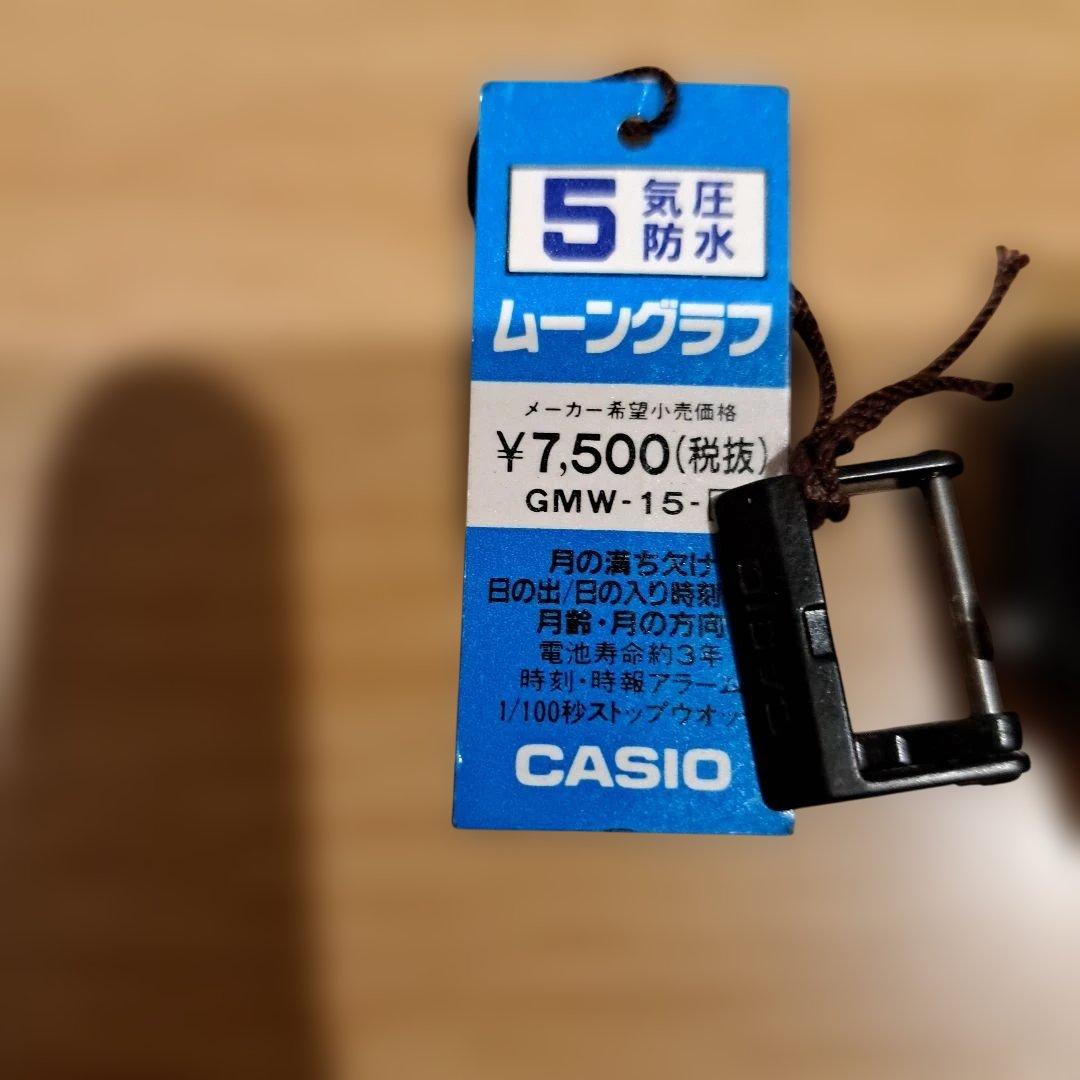 5 気圧
防水
ムーングラフ
メーカー希望小売価格
¥7,500(税抜)
GMW-15-
月の満ち欠け
日の出/日の入り時刻
月齢・月の方向
電池寿命約3年
時刻・時報アラーム
1/100秒ストップウオッ
CASIO
CASIO